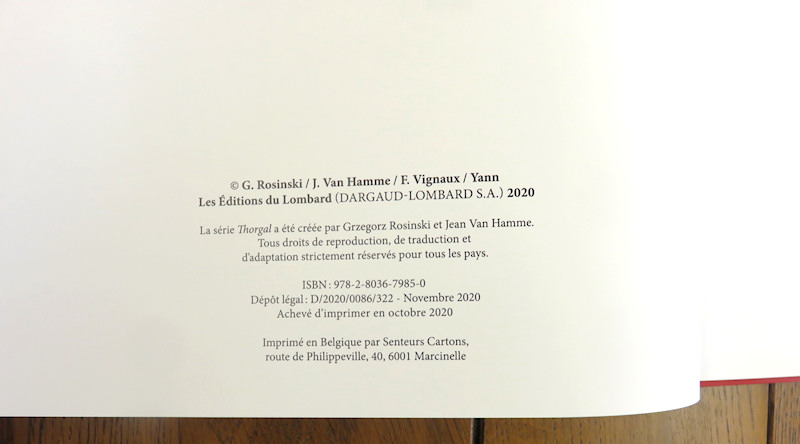 © G. Rosinski / J. Van Hamme / F. Vignaux / Yann
Les Éditions du Lombard (DARGAUD-LOMBARD S.A.) 2020
La série Thorgal a été créée par Grzegorz Rosinski et Jean Van Hamme.
Tous droits de reproduction, de traduction et
d'adaptation strictement réservés pour tous les pays.
ISBN : 978-2-8036-7985-0
Dépôt légal : D/2020/0086/322 - Novembre 2020
Achevé d'imprimer en octobre 2020
Imprimé en Belgique par Senteurs Cartons,
route de Philippeville, 40, 6001 Marcinelle